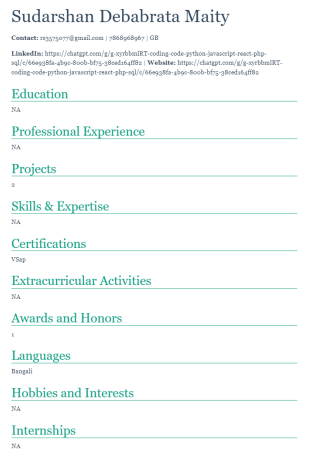 Sudarshan Debabrata Maity
Contact: rs3575077@gmail.com | 7868968967 | GB
LinkedIn: https://chatgpt.com/g/g-xyrbbmIRT-coding-code-python-javascript-react-php-
sql/c/66e938fa-4b9c-800b-bf75-38ced164ff82 | Website: https://chatgpt.com/g/g-xyrbbmIRT-
coding-code-python-javascript-react-php-sql/c/66e938fa-4b9c-800b-bf75-38ced164ff82
Education
NA
Professional Experience
NA
Projects
2
Skills & Expertise
NA
Certifications
VSap
Extracurricular Activities
NA
Awards and Honors
1
Languages
Bangali
Hobbies and Interests
NA
Internships
NA